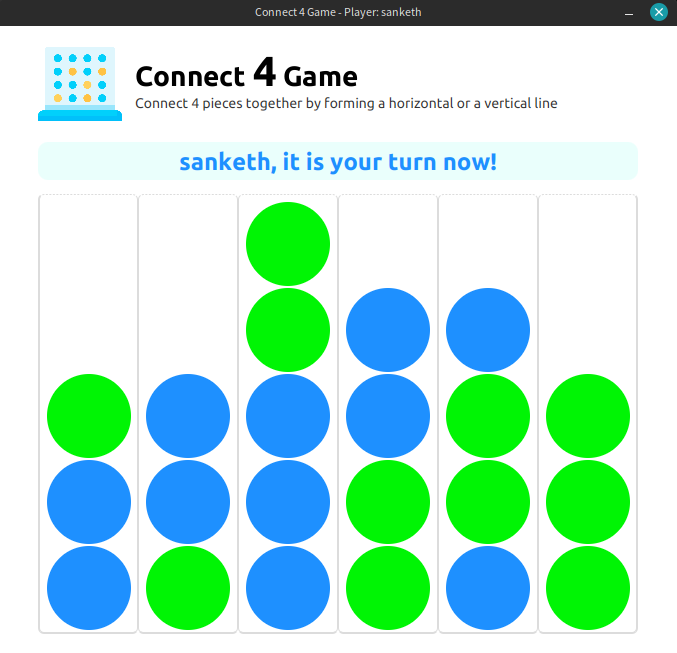 Connect 4 Game - Player: sanketh
Connect 4 Game
Connect 4 pieces together by forming a horizontal or a vertical line
sanketh, it is your turn now!